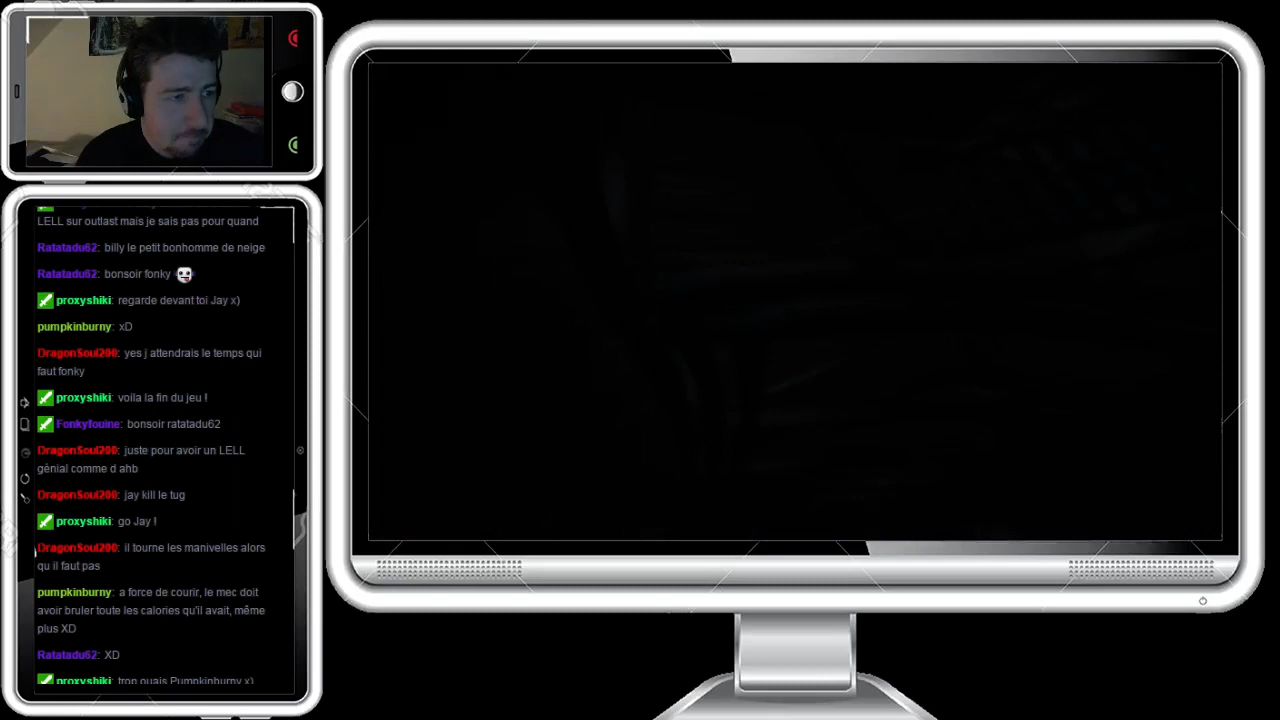 LELL sur outlast mais je sais pas pour quand
Ratatadu62: billy le petit bonhomme de neige
Ratatadu62: bonsoir fonky
proxyshiki: regarde devant toi Jay x)
pumpkinburny: xD
DragonSoul200: yes j attendrais le temps qui
faut fonky
proxyshiki: voila la fin du jeu !
Fonkyfouine: bonsoir ratatadu62
DragonSoul200: juste pour avoir un LELL
génial comme d ahb
DragonSoul200: jay kill le tug
proxyshiki: go Jay !
DragonSoul200: il tourne les manivelles alors
qu il faut pas
pumpkinburny: a force de courir, le mec doit
avoir bruler toute les calories qu'il avait, même
plus XD
Ratatadu62: XD
proxyshiki: trop ouais Pumpkinburny x)